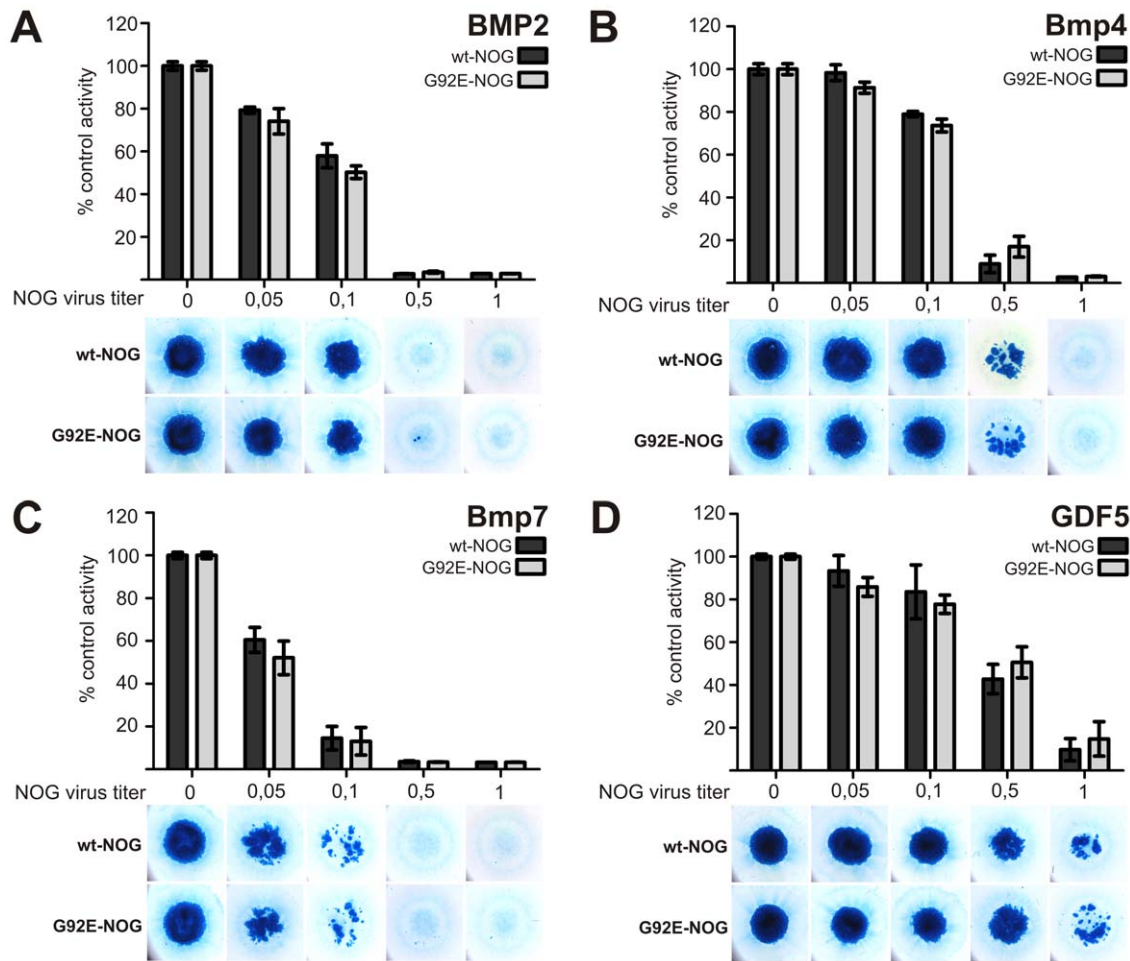 A
BMP2
120
100
80
60
40
20
% control activity
wt-NOG
G92E-NOG
NOG virus titer
0 0,05 0,1 0,5 1
wt-NOG
G92E-NOG
B
Bmp4
120
100
80
60
40
20
% control activity
wt-NOG
G92E-NOG
NOG virus titer
0 0,05 0,1 0,5 1
wt-NOG
G92E-NOG
C
Bmp7
120
100
80
60
40
20
% control activity
wt-NOG
G92E-NOG
NOG virus titer
0 0,05 0,1 0,5 1
wt-NOG
G92E-NOG
D
GDF5
120
100
80
60
40
20
% control activity
wt-NOG
G92E-NOG
NOG virus titer
0 0,05 0,1 0,5 1
wt-NOG
G92E-NOG